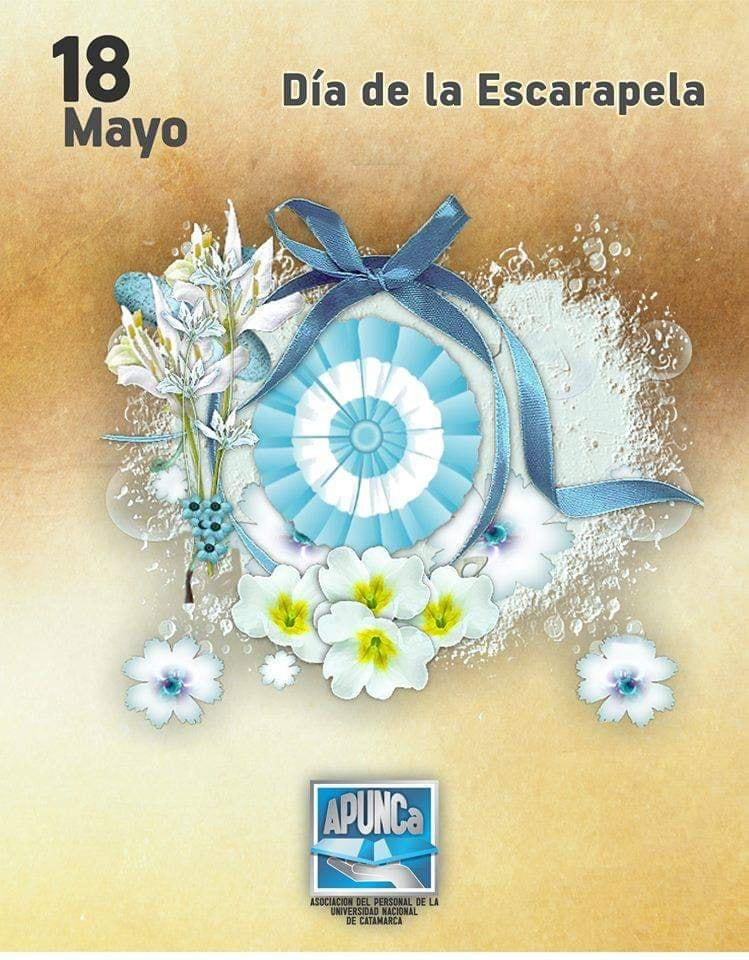 18
Mayo
Día de la Escarapela
APUNCa
ASOCIACION DEL PERSONAL DE LA
UNIVERSIDAD NACIONAL
DE CATAMARCA